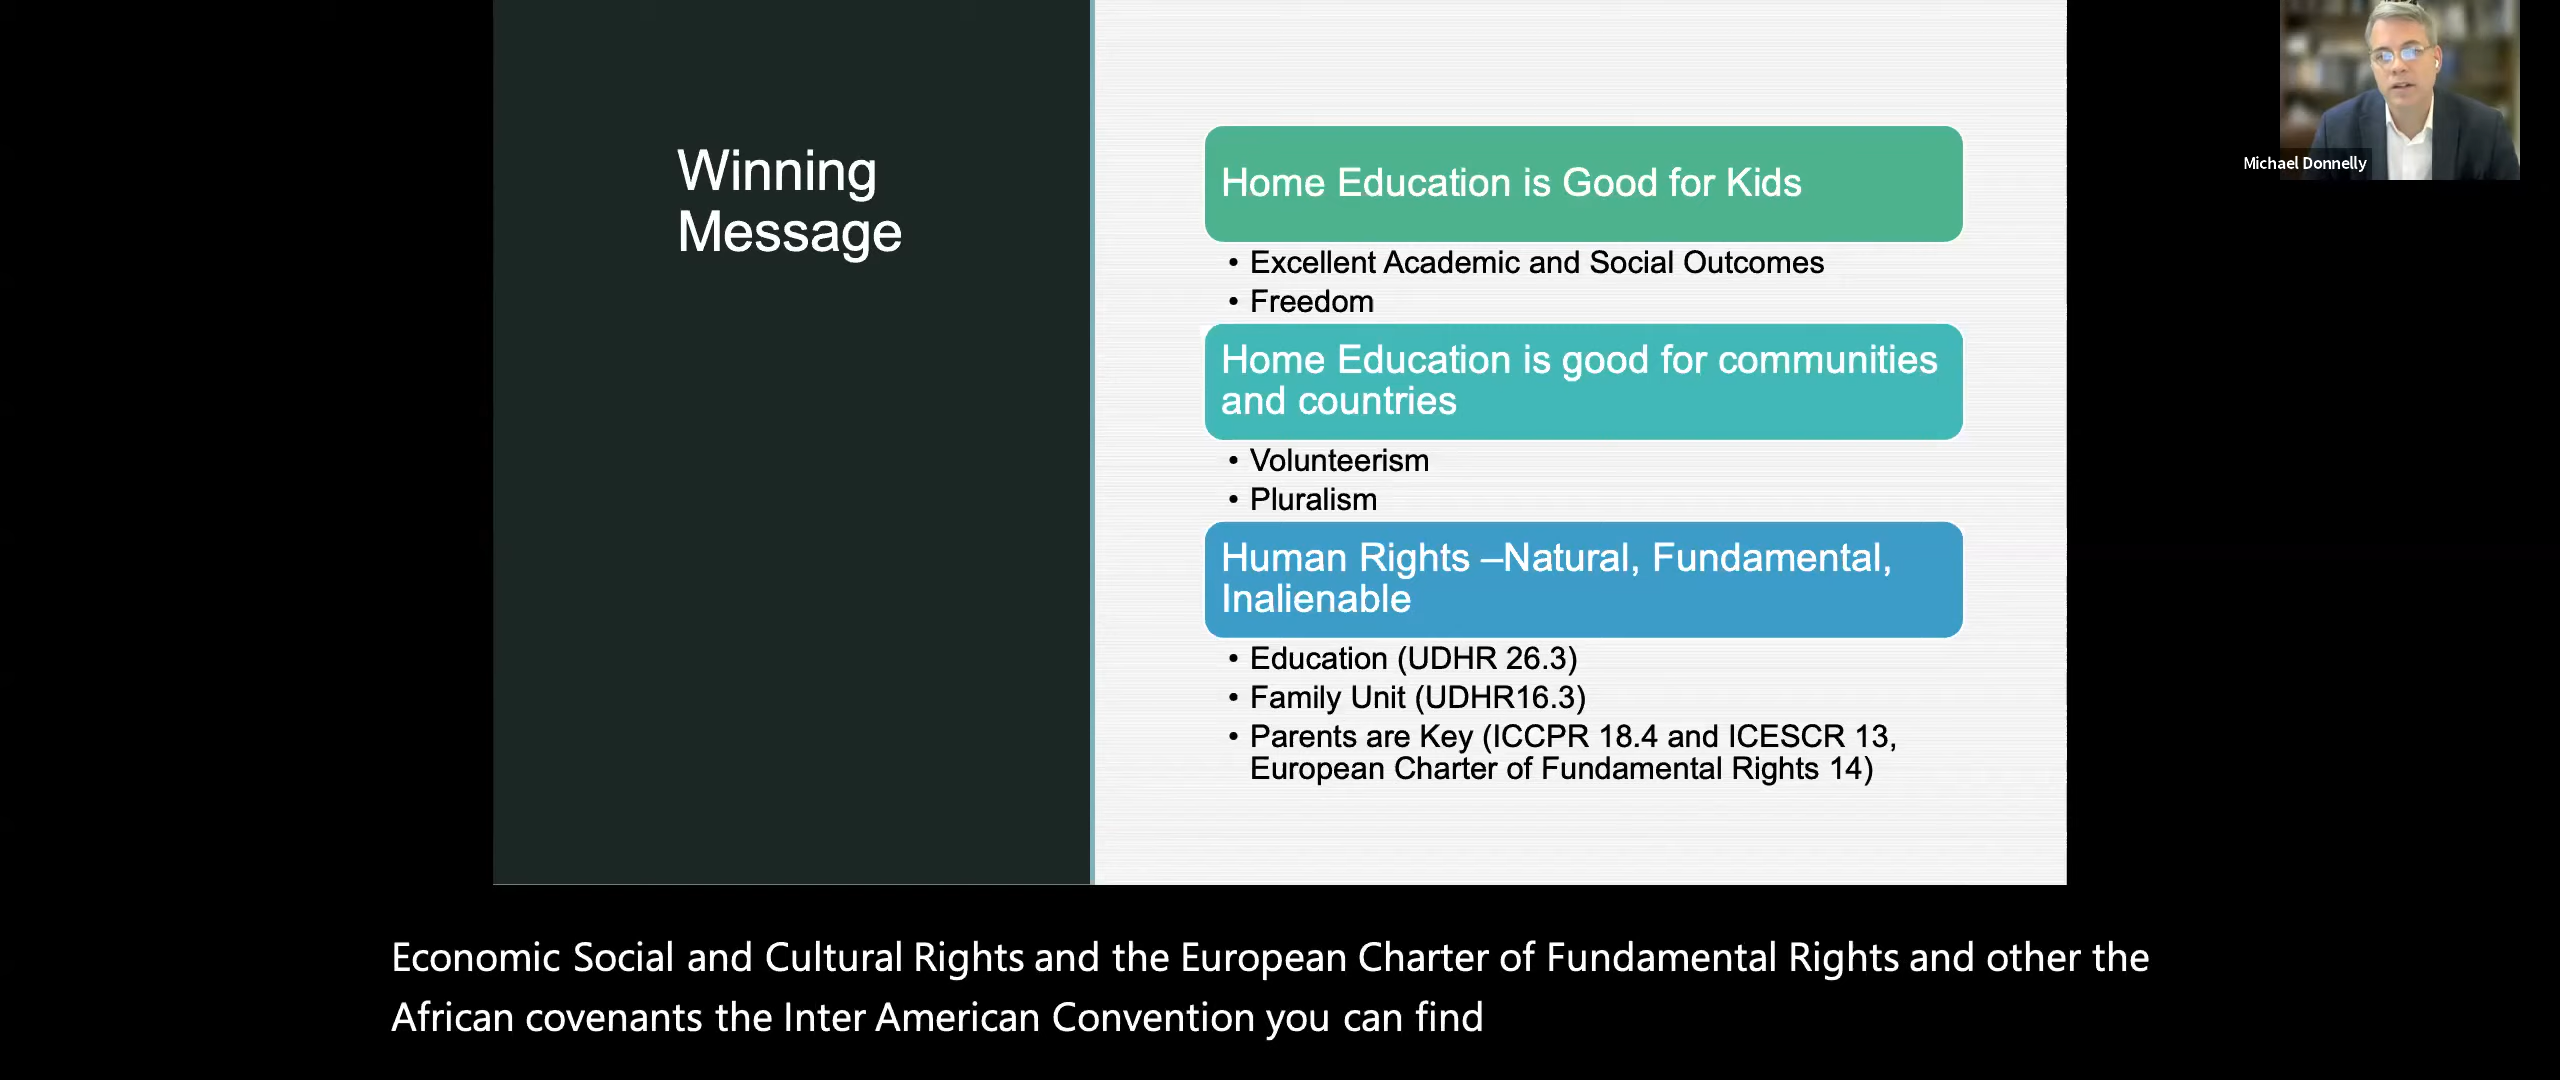 Winning
Message
Home Education is Good for Kids
• Excellent Academic and Social Outcomes
• Freedom
Home Education is good for communities
and countries
• Volunteerism
• Pluralism
Human Rights –Natural, Fundamental,
Inalienable
• Education (UDHR 26.3)
• Family Unit (UDHR16.3)
• Parents are Key (ICCPR 18.4 and ICESCR 13,
European Charter of Fundamental Rights 14)
Michael Donnelly
Economic Social and Cultural Rights and the European Charter of Fundamental Rights and other the
African covenants the Inter American Convention you can find